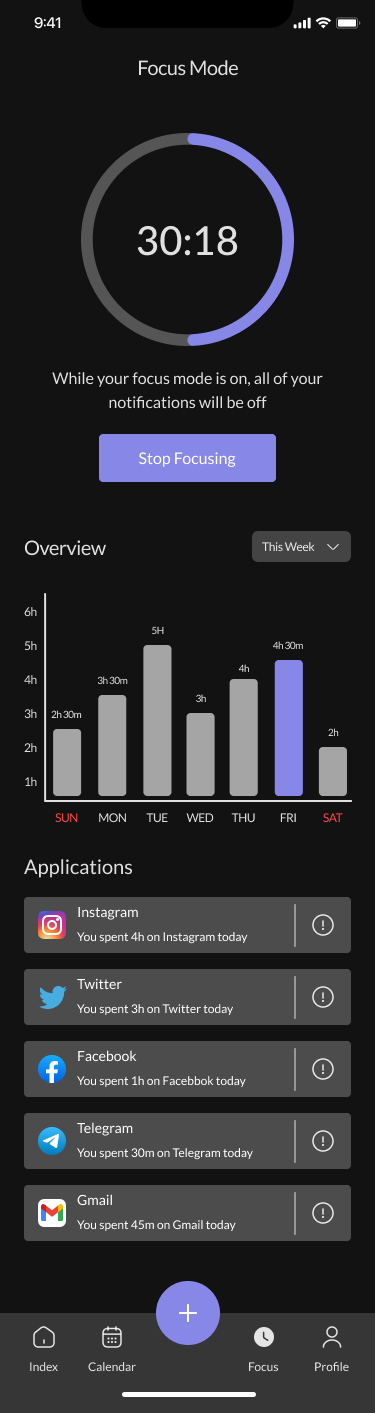 9:41
Focus Mode
30:18
While your focus mode is on, all of your
notifications will be off
Stop Focusing
Overview
This Week
6h
5h
4h
3h
2h
1h
2h 30m
3h 30m
5H
3h
4h
4h 30m
2h
SUN MON TUE WED THU FRI SAT
Applications
Instagram
You spent 4h on Instagram today
Twitter
You spent 3h on Twitter today
Facebook
You spent 1h on Facebbok today
Telegram
You spent 30m on Telegram today
Gmail
You spent 45m on Gmail today
Index Calendar Focus Profile